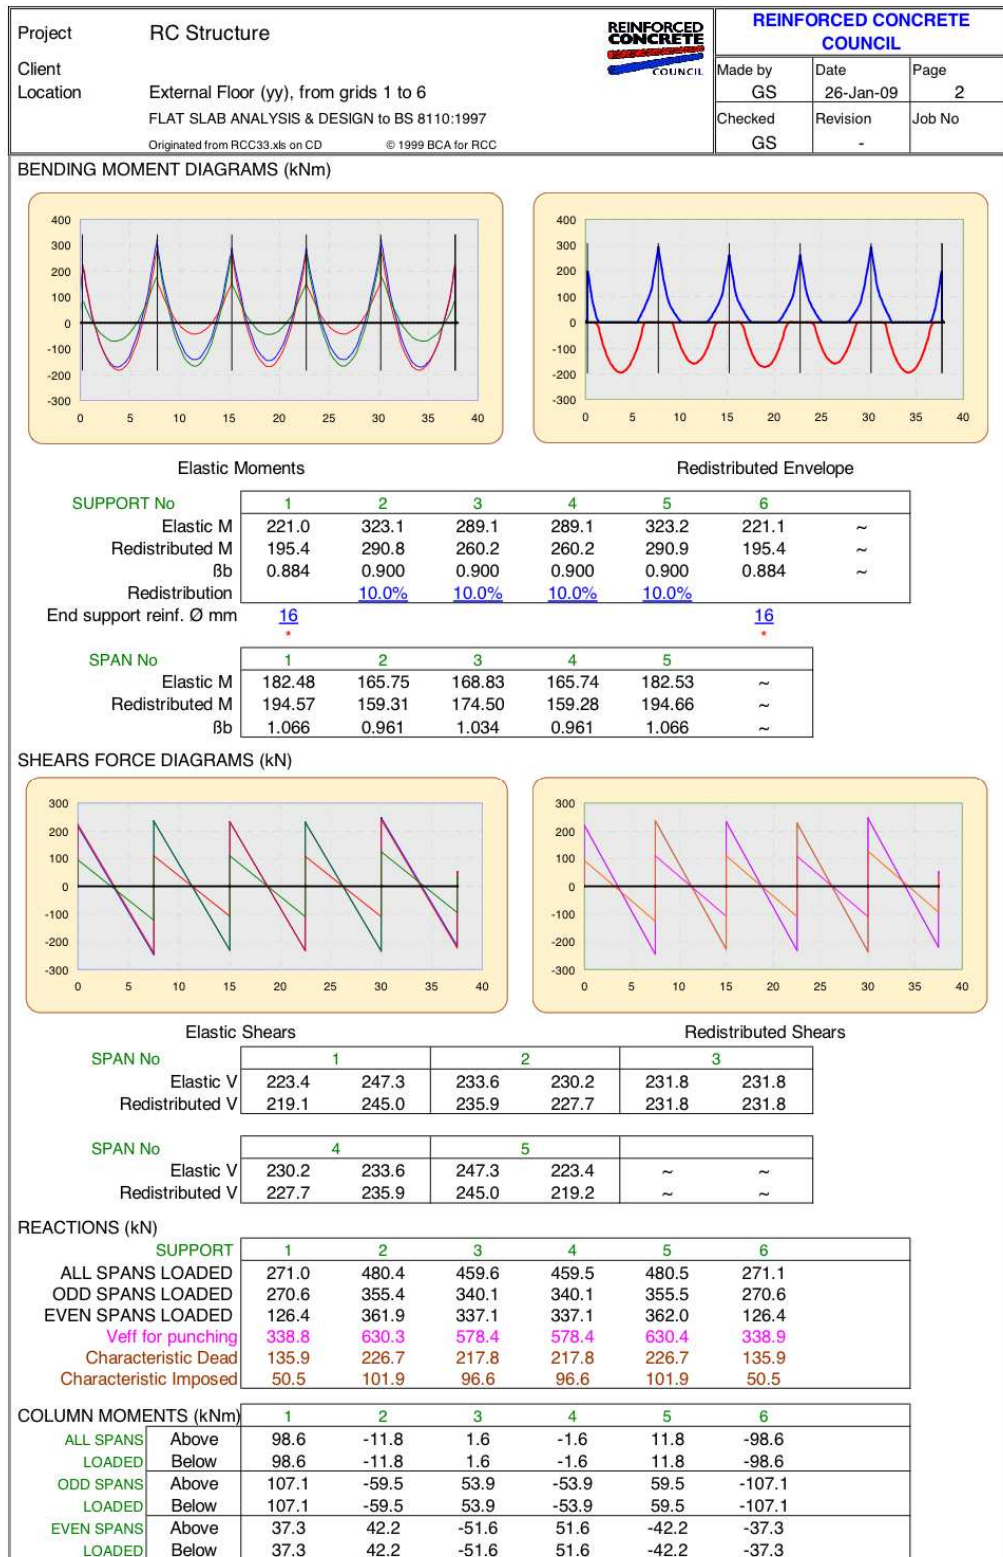 Project RC Structure
REINFORCED CONCRETE COUNCIL
REINFORCED CONCRETE COUNCIL
Client
Made by Date Page
Location External Floor (yy), from grids 1 to 6
GS 26-Jan-09 2
FLAT SLAB ANALYSIS & DESIGN to BS 8110:1997
Checked Revision Job No
Originated from RCC33.xls on CD © 1999 BCA for RCC
GS -
BENDING MOMENT DIAGRAMS (kNm)
400 400
300 300
200 200
100 100
0 0
-100 -100
-200 -200
-300 -300
0 5 10 15 20 25 30 35 40 0 5 10 15 20 25 30 35 40
Elastic Moments Redistributed Envelope
SUPPORT No 1 2 3 4 5 6
Elastic M 221.0 323.1 289.1 289.1 323.2 221.1 ~
Redistributed M 195.4 290.8 260.2 260.2 290.9 195.4 ~
ßb 0.884 0.900 0.900 0.900 0.900 0.884 ~
Redistribution 10.0% 10.0% 10.0% 10.0%
End support reinf. Ø mm 16 16
* *
SPAN No 1 2 3 4 5
Elastic M 182.48 165.75 168.83 165.74 182.53 ~
Redistributed M 194.57 159.31 174.50 159.28 194.66 ~
ßb 1.066 0.961 1.034 0.961 1.066 ~
SHEARS FORCE DIAGRAMS (kN)
300 300
200 200
100 100
0 0
-100 -100
-200 -200
-300 -300
0 5 10 15 20 25 30 35 40 0 5 10 15 20 25 30 35 40
Elastic Shears Redistributed Shears
SPAN No 1 2 3
Elastic V 223.4 247.3 233.6 230.2 231.8 231.8
Redistributed V 219.1 245.0 235.9 227.7 231.8 231.8
SPAN No 4 5
Elastic V 230.2 233.6 247.3 223.4 ~ ~
Redistributed V 227.7 235.9 245.0 219.2 ~ ~
REACTIONS (kN)
SUPPORT 1 2 3 4 5 6
ALL SPANS LOADED 271.0 480.4 459.6 459.5 480.5 271.1
ODD SPANS LOADED 270.6 355.4 340.1 340.1 355.5 270.6
EVEN SPANS LOADED 126.4 361.9 337.1 337.1 362.0 126.4
Veff for punching 338.8 630.3 578.4 578.4 630.4 338.9
Characteristic Dead 135.9 226.7 217.8 217.8 226.7 135.9
Characteristic Imposed 50.5 101.9 96.6 96.6 101.9 50.5
COLUMN MOMENTS (kNm) 1 2 3 4 5 6
ALL SPANS Above 98.6 -11.8 1.6 -1.6 11.8 -98.6
LOADED Below 98.6 -11.8 1.6 -1.6 11.8 -98.6
ODD SPANS Above 107.1 -59.5 53.9 -53.9 59.5 -107.1
LOADED Below 107.1 -59.5 53.9 -53.9 59.5 -107.1
EVEN SPANS Above 37.3 42.2 -51.6 51.6 -42.2 -37.3
LOADED Below 37.3 42.2 -51.6 51.6 -42.2 -37.3